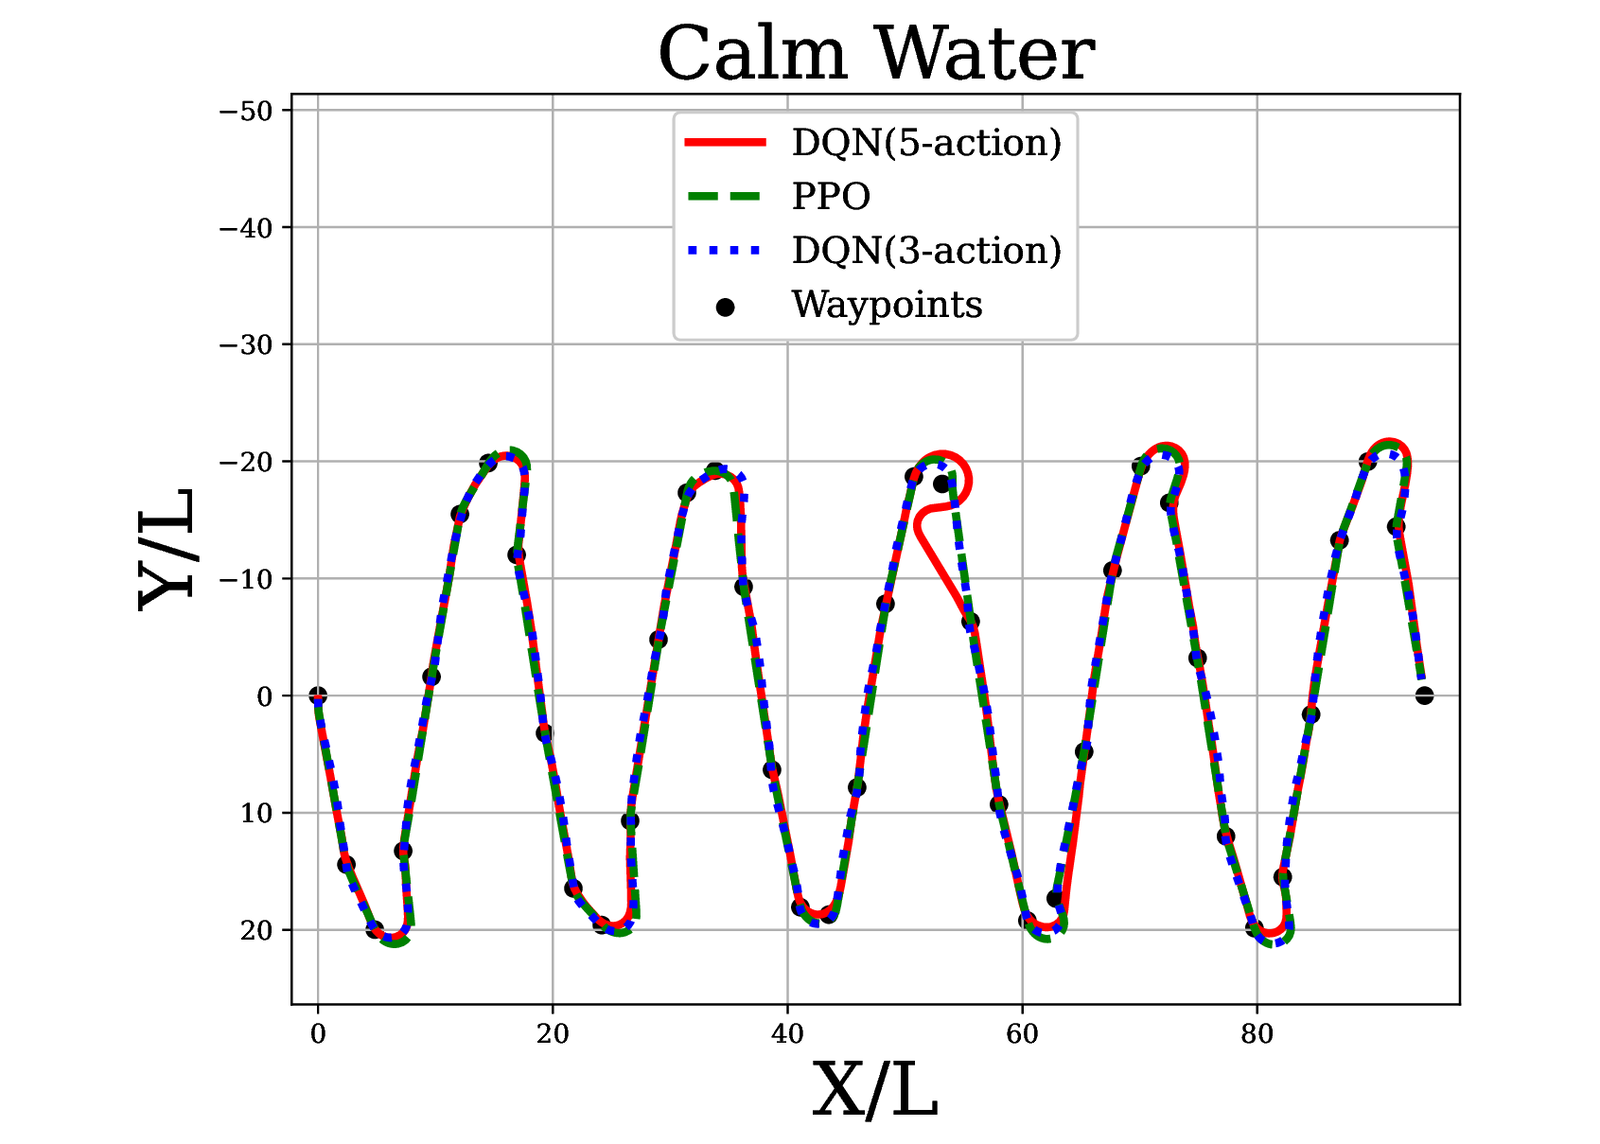 Calm Water
−50
−40
−30
−20
−10
0
10
20
Y/L
DQN(5-action)
PPO
DQN(3-action)
Waypoints
0 20 40 60 80
X/L